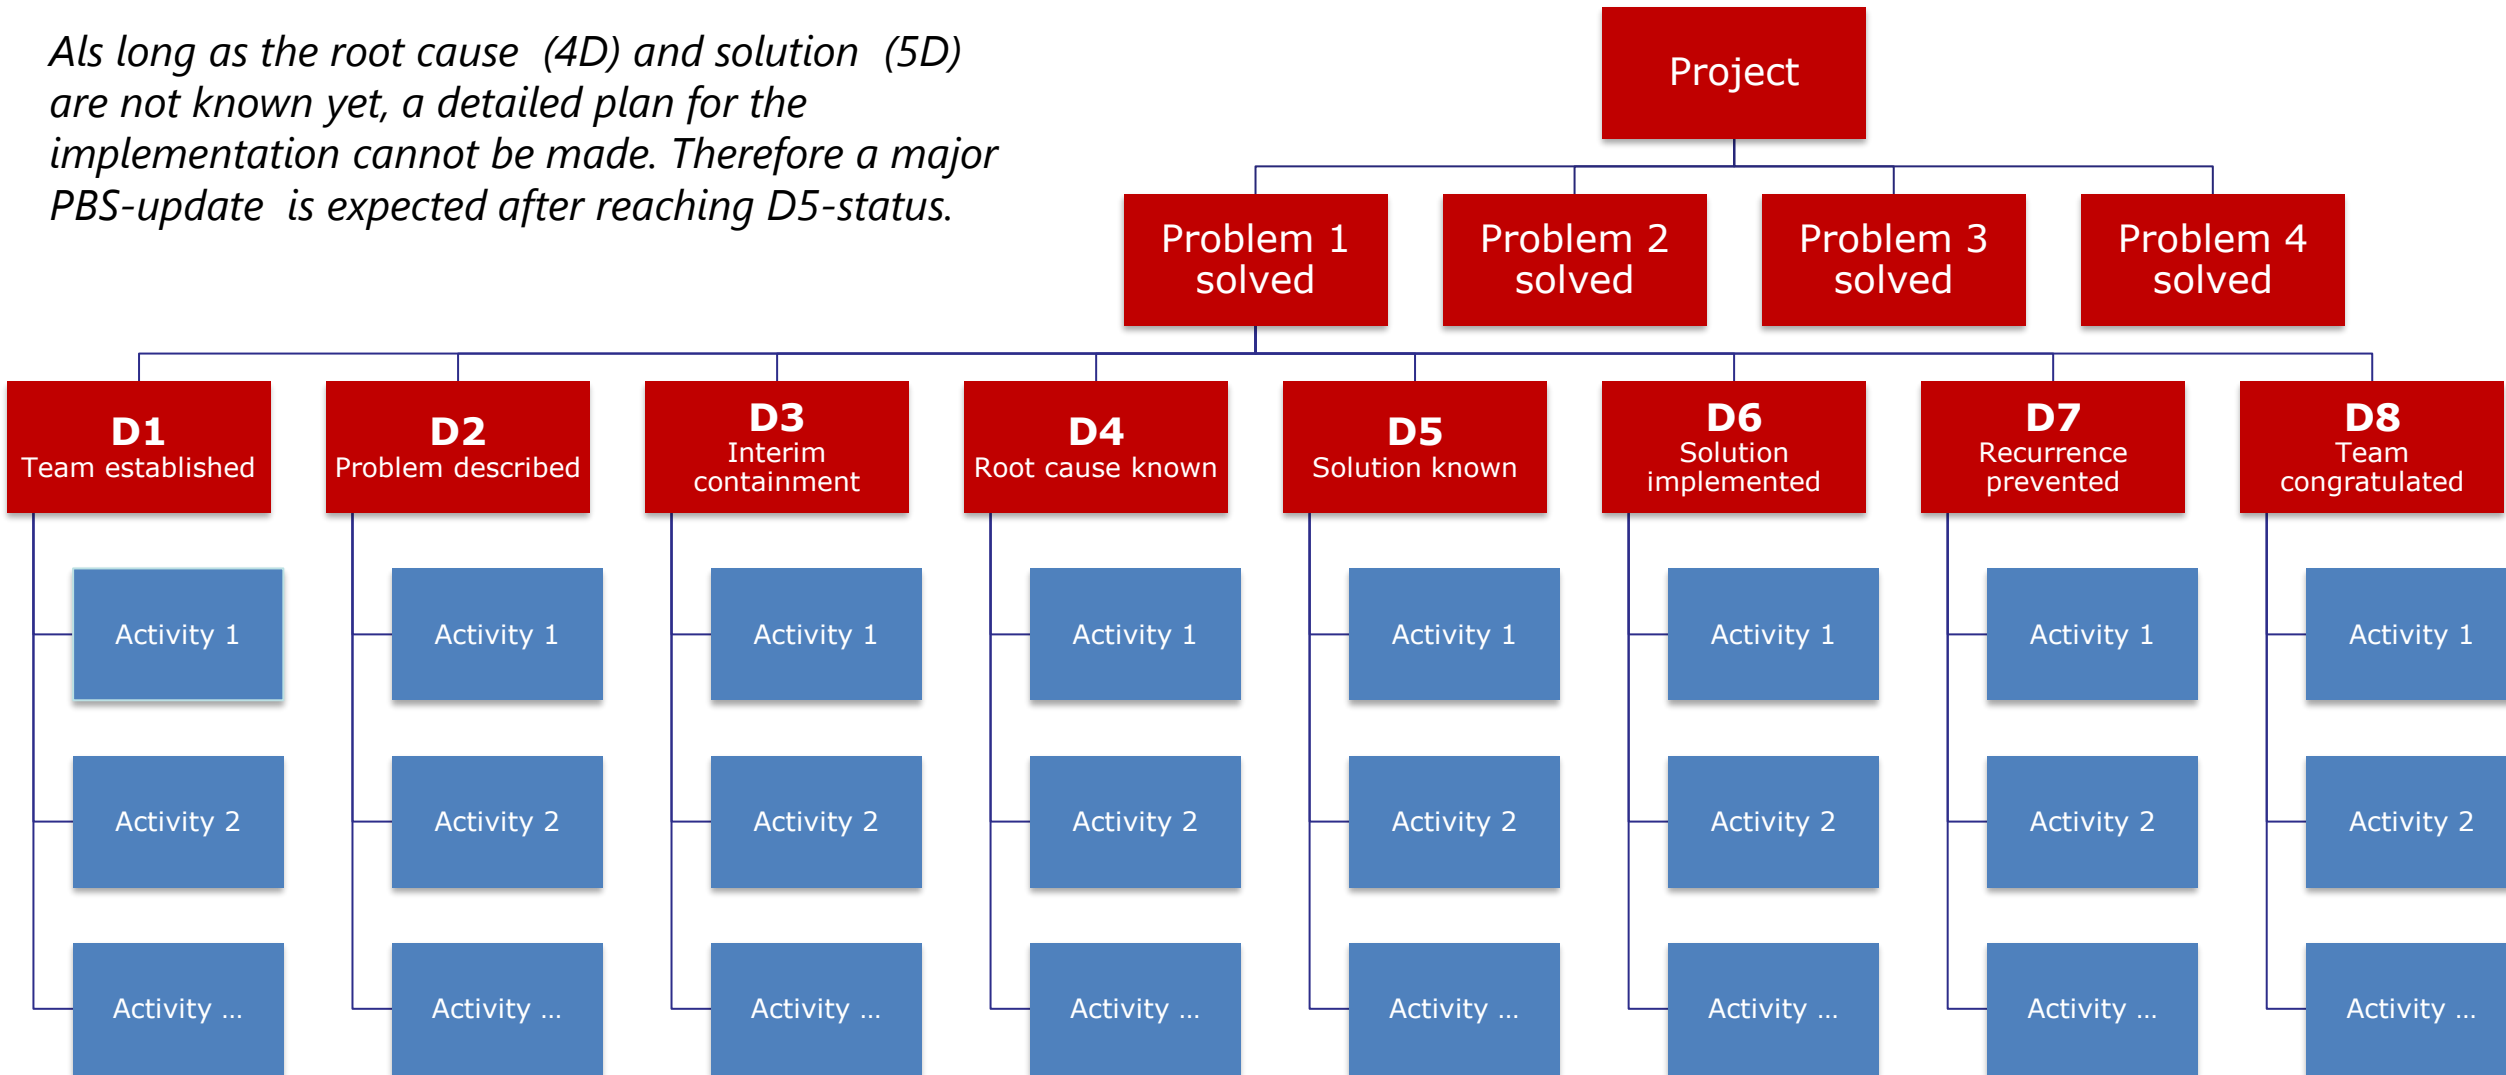 Als long as the root cause (4D) and solution (5D)
are not known yet, a detailed plan for the
implementation cannot be made. Therefore a major
PBS-update is expected after reaching D5-status.
Project
Problem 1
solved
Problem 2
solved
Problem 3
solved
Problem 4
solved
D1
Team established
D2
Problem described
D3
Interim
containment
D4
Root cause known
D5
Solution known
D6
Solution
implemented
D7
Recurrence
prevented
D8
Team
congratulated
Activity 1
Activity 1
Activity 1
Activity 1
Activity 1
Activity 1
Activity 1
Activity 1
Activity 2
Activity 2
Activity 2
Activity 2
Activity 2
Activity 2
Activity 2
Activity 2
Activity ...
Activity ...
Activity ...
Activity ...
Activity ...
Activity ...
Activity ...
Activity ...